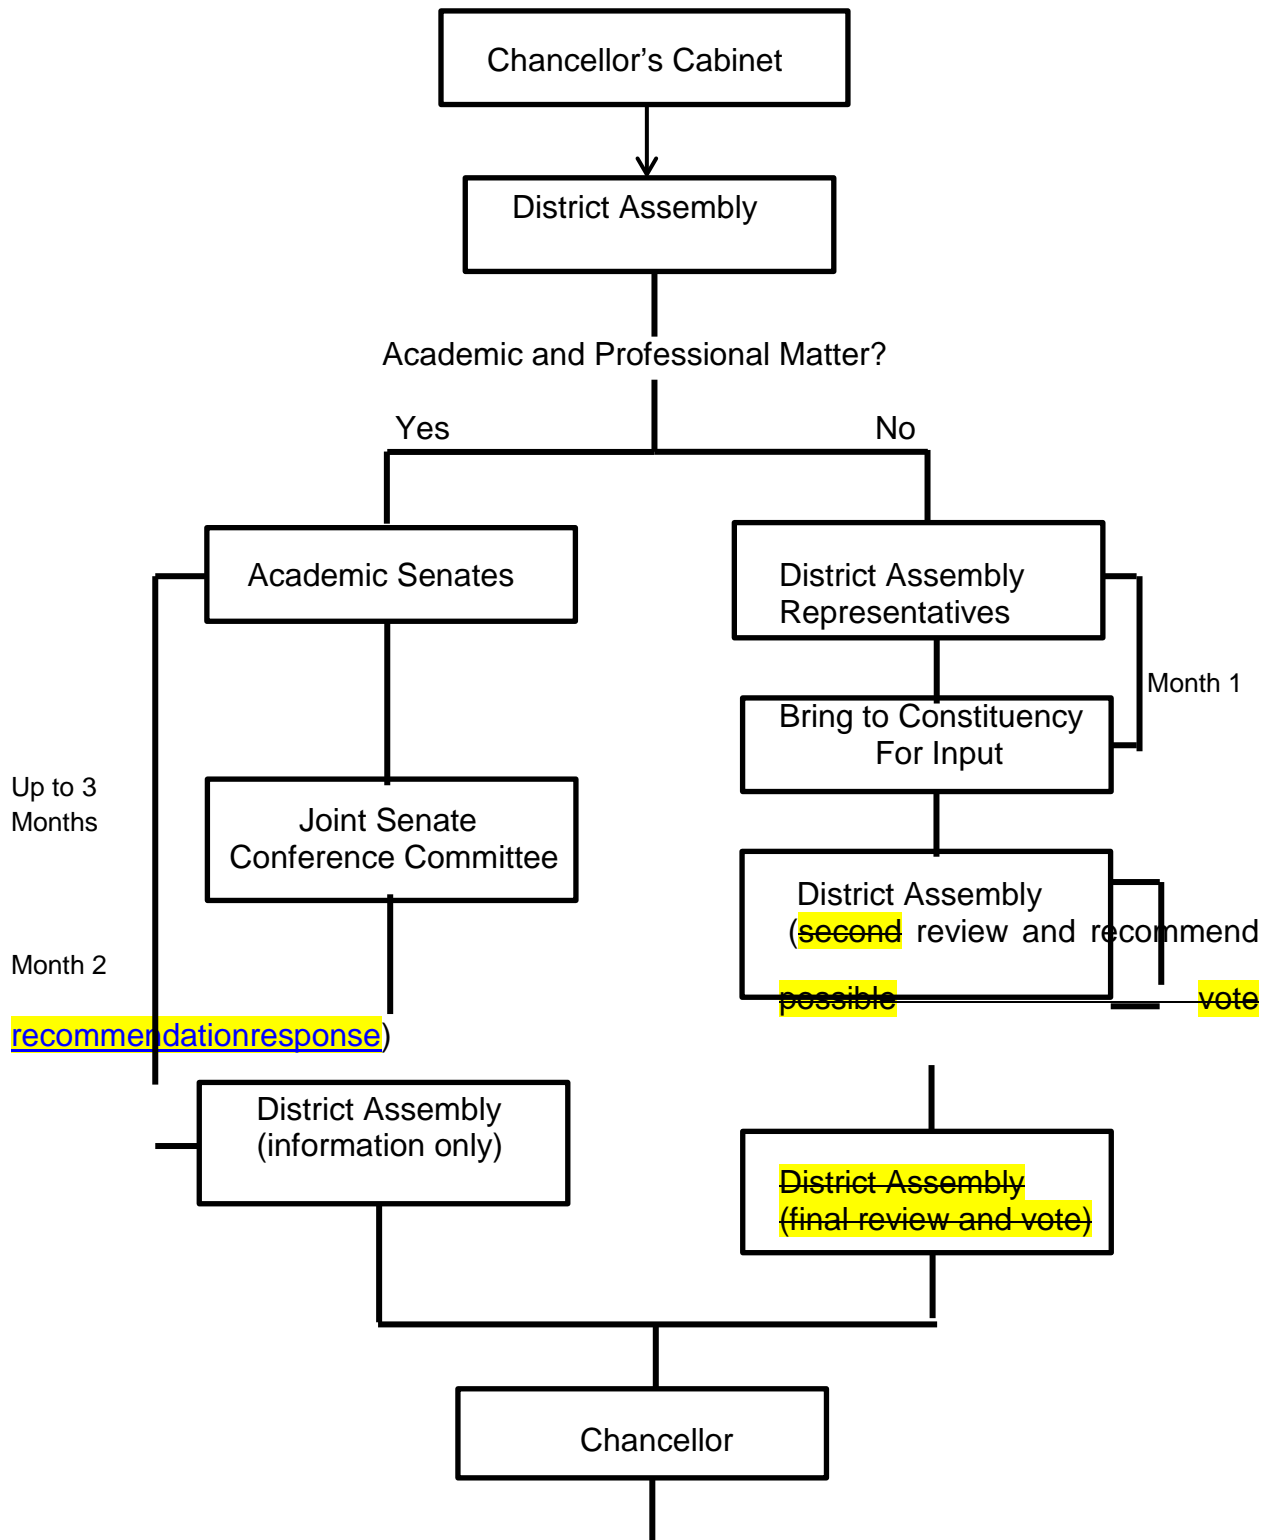 Chancellor’s Cabinet
District Assembly
Academic and Professional Matter?
Yes
No
Academic Senates
District Assembly
Representatives
Month 1
Bring to Constituency
For Input
Up to 3
Months
Joint Senate
Conference Committee
District Assembly
(second review and recommend
Month 2
possible vote
recommendationresponse)
District Assembly
(information only)
District Assembly
(final review and vote)
Chancellor